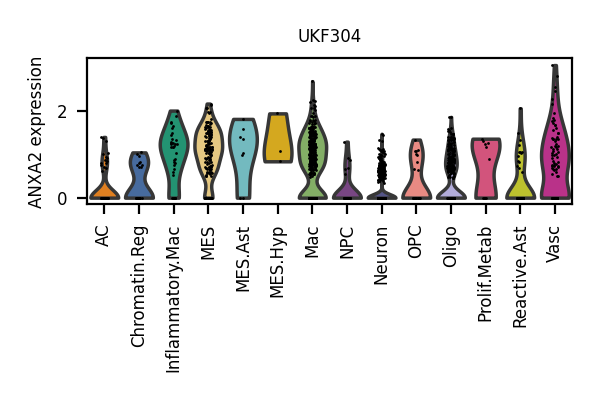 UKF304
ANXA2 expression
2
0
AC
Chromatin.Reg
Inflammatory.Mac
MES
MES.Ast
MES.Hyp
Mac
NPC
Neuron
OPC
Oligo
Prolif.Metab
Reactive.Ast
Vasc